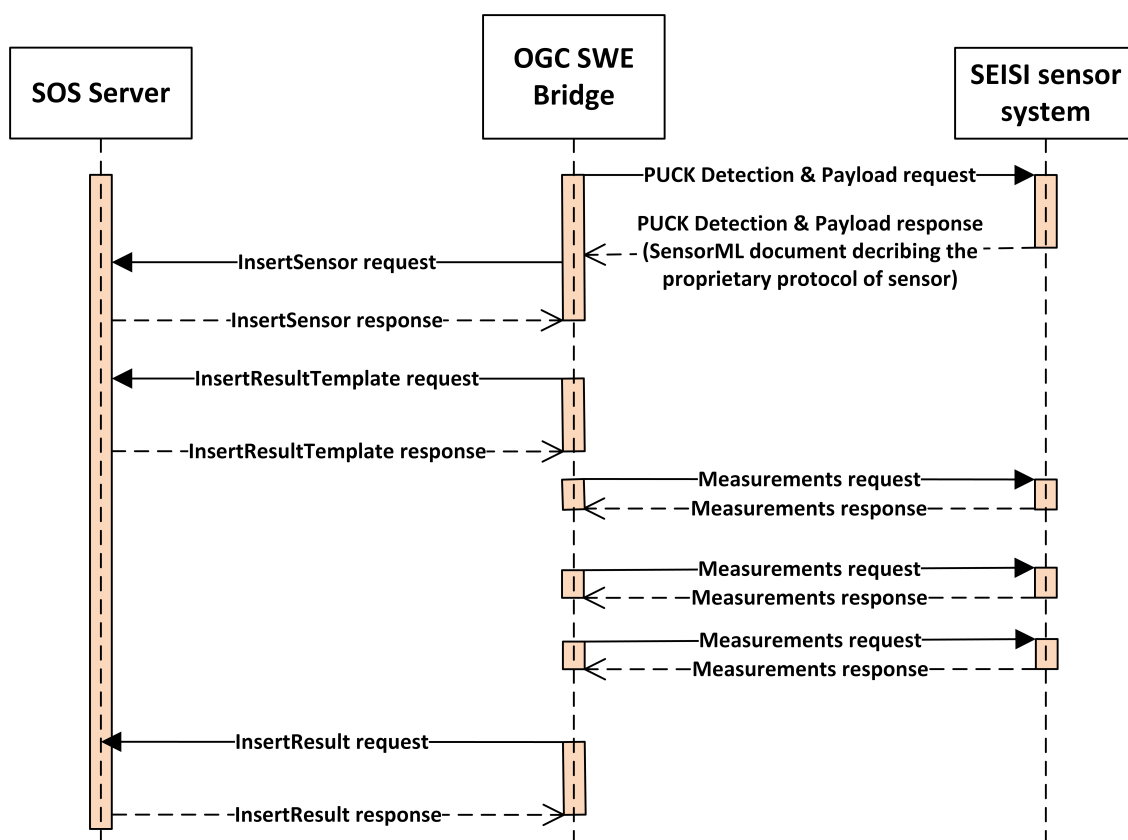 SOS Server
OGC SWE
Bridge
SEISI sensor
system
PUCK Detection & Payload request
PUCK Detection & Payload response
(SensorML document decribing the
proprietary protocol of sensor)
InsertSensor request
InsertSensor response
InsertResultTemplate request
InsertResultTemplate response
Measurements request
Measurements response
Measurements request
Measurements response
Measurements request
Measurements response
InsertResult request
InsertResult response